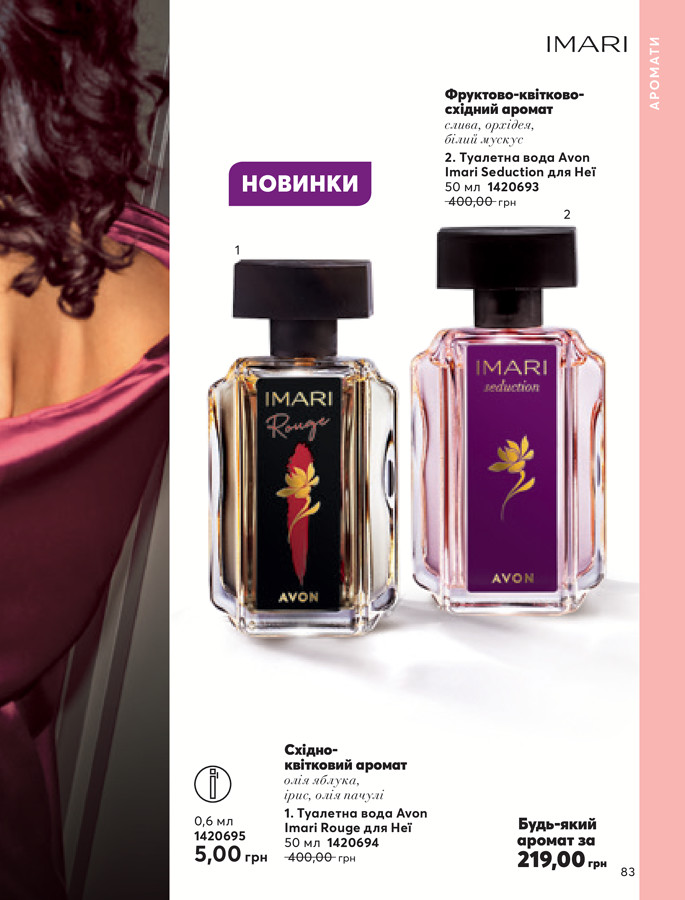 IMARI
АРОМАТИ
Фруктово-квітково-
східний аромат
слива, орхідея,
білий мускус
2. Туалетна вода Avon
Imari Seduction для Неї
50 мл 1420693
400,00 грн
НОВИНКИ
1
2
IMARI
Rouge
AVON
IMARI
seduction
AVON
Східно-
квітковий аромат
олія яблука,
ірис, олія пачулі
1. Туалетна вода Avon
Imari Rouge для Неї
50 мл 1420694
400,00 грн
0,6 мл
1420695
5,00 грн
Будь-який
аромат за
219,00 грн
83